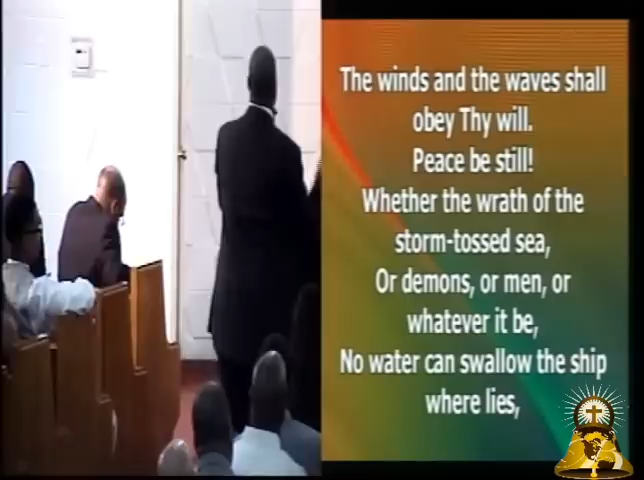 The winds and the waves shall
obey Thy will.
Peace be still!
Whether the wrath of the
storm-tossed sea,
Or demons, or men, or
whatever it be,
No water can swallow the ship
where lies,